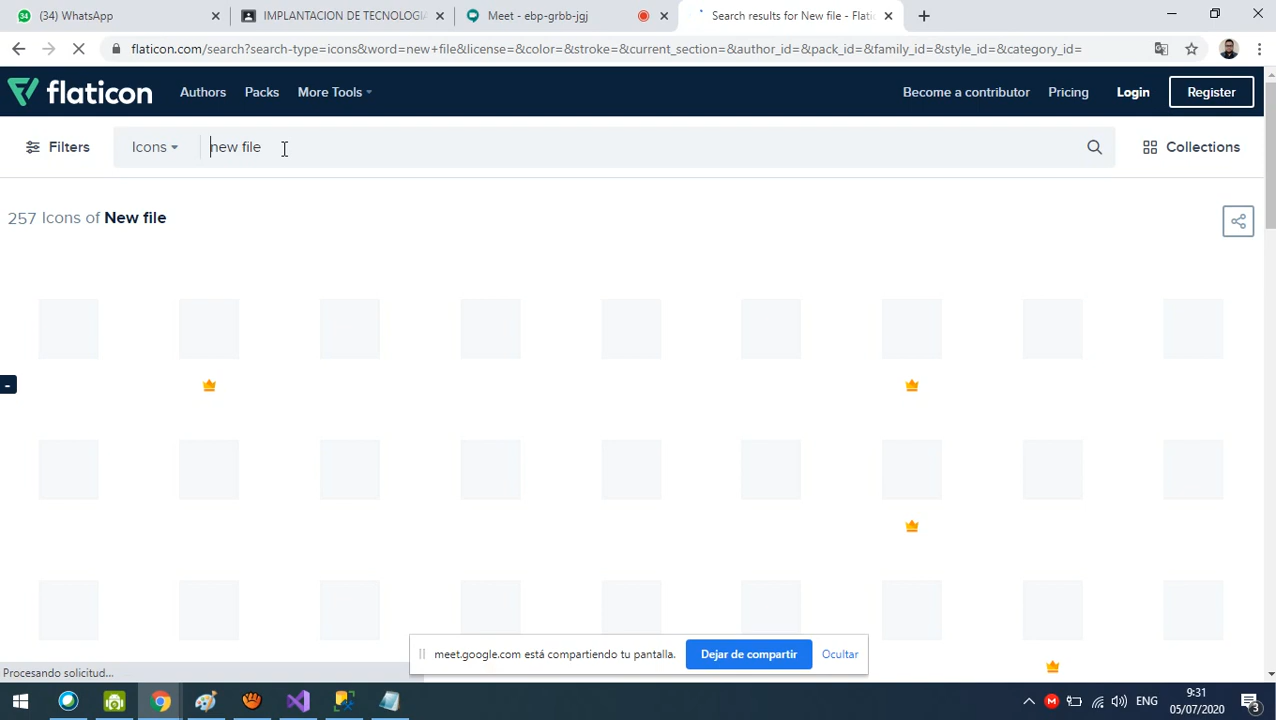 (34) WhatsApp
IMPLANTACION DE TECNOLOGIA
Meet - ebp-grbb-jgj
Search results for New file - Flatic
flaticon.com/search?search-type=icons&word=new+file&license=&color=&stroke=&current_section=&author_id=&pack_id=&family_id=&style_id=&category_id=
flaticon
Authors
Packs
More Tools
Become a contributor
Pricing
Login
Register
Filters
Icons
new file
Collections
257 Icons of New file
meet.google.com está compartiendo tu pantalla.
Dejar de compartir
Ocultar
Procesando solicitud...
ENG
9:31
05/07/2020
3